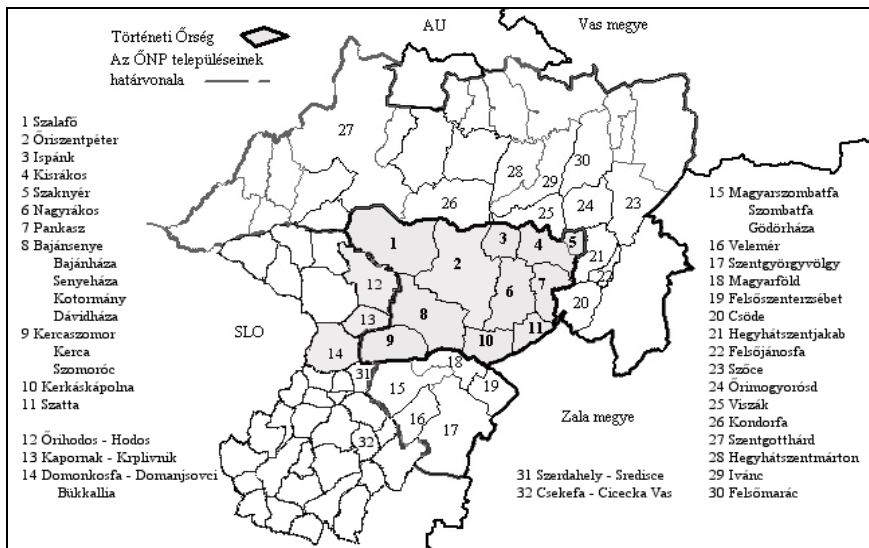 Történeti Őrség
Az ŐNP településeinek
határvonala
AU
Vas megye
SLO
Zala megye
1 Szalafő
2 Őriszentpéter
3 Ispánk
4 Kisrákos
5 Szaknyér
6 Nagyrákos
7 Pankasz
8 Bajánsenye
Bajánháza
Senyeháza
Kotormány
Dávidháza
9 Kercaszomor
Kerca
Szomoróc
10 Kerkáskápolna
11 Szatta
12 Őrihodos - Hodos
13 Kapornak - Krplivnik
14 Domonkosfa - Domanjsovci
Bükkallia
27
28
29
30
26
25
24
23
1
2
3
4
5
21
22
12
6
7
20
13
8
11
14
9
10
31
18
15
19
16
17
32
31 Szerdahely - Sredisce
32 Csekefa - Cicecka Vas
15 Magyarszombatfa
Szombatfa
Gödörháza
16 Velemér
17 Szentgyörgyvölgy
18 Magyarföld
19 Felsőszenterzsébet
20 Csöde
21 Hegyhátszentjakab
22 Felsőjánosfa
23 Szőce
24 Őrimogyorósd
25 Viszák
26 Kondorfa
27 Szentgotthárd
28 Hegyhátszentmárton
29 Ivánc
30 Felsőmarác